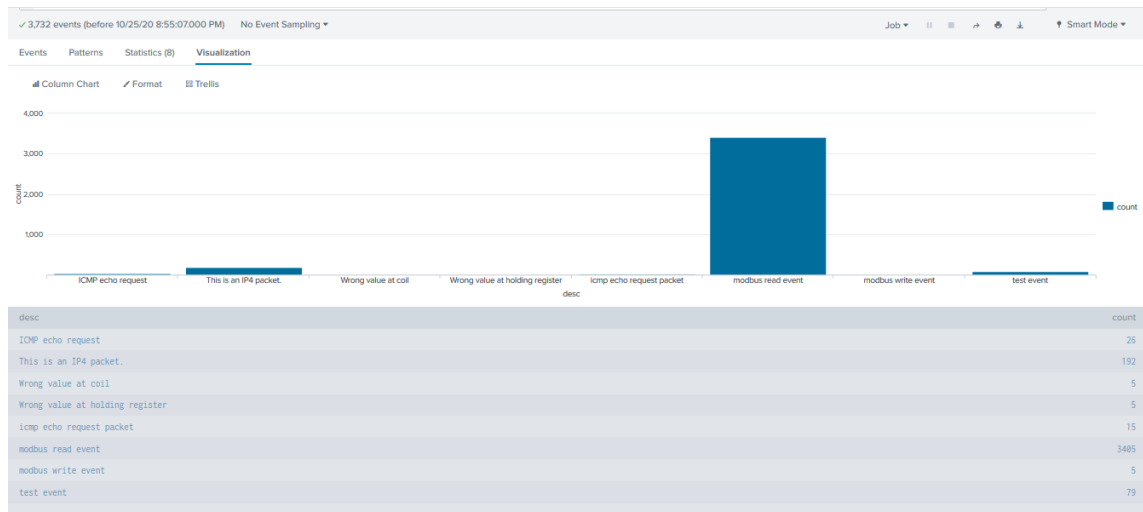 ✓ 3,732 events (before 10/25/20 8:55:07.000 PM) No Event Sampling ▾ Job ▾ Smart Mode ▾
Events Patterns Statistics (8) Visualization
Column Chart Format Trellis
4,000
3,000
2,000
1,000
count
count
ICMP echo request This is an IP4 packet. Wrong value at coil Wrong value at holding register icmp echo request packet modbus read event modbus write event test event
desc
desc count
ICMP echo request 26
This is an IP4 packet. 192
Wrong value at coil 5
Wrong value at holding register 5
icmp echo request packet 15
modbus read event 3405
modbus write event 5
test event 79